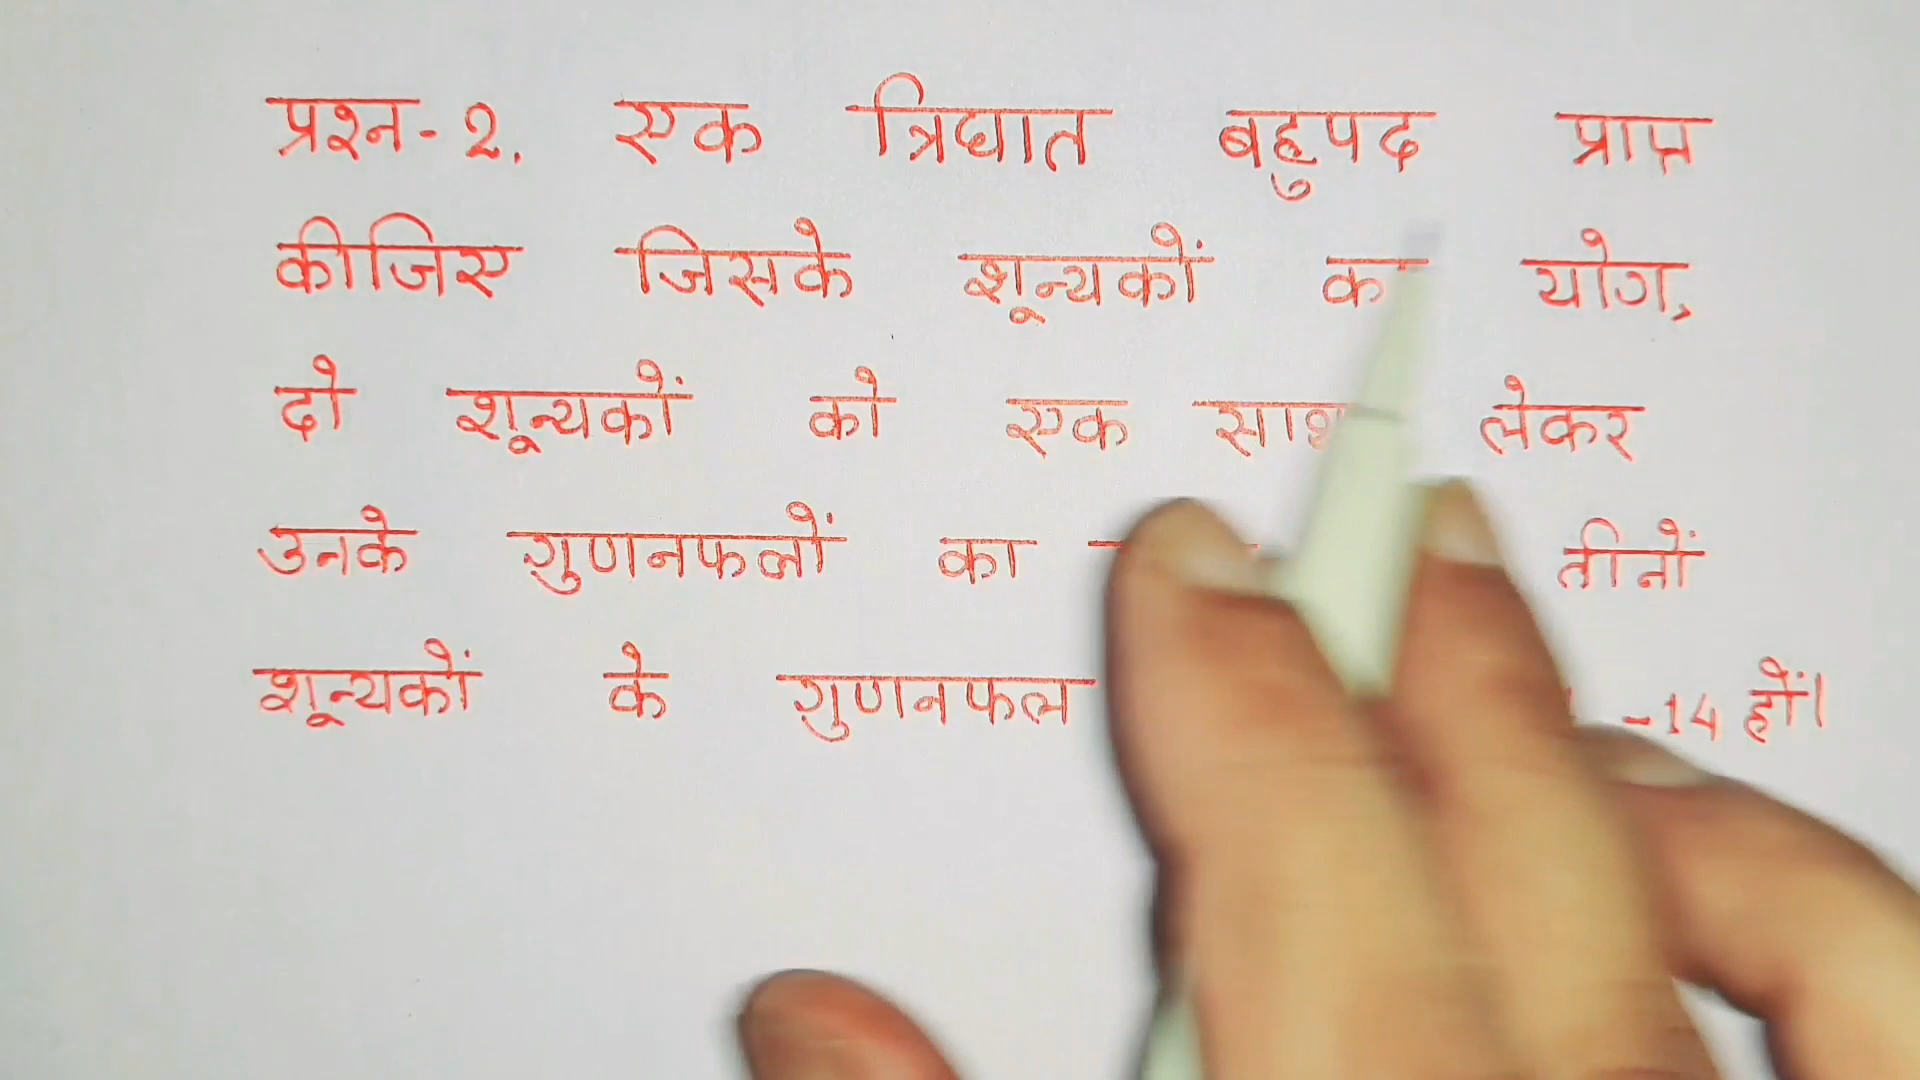 प्रश्न- 2. एक त्रिघात बहुपद प्राप्त
कीजिए जिसके शून्यकों का योग,
दो शून्यकों को एक साथ लेकर
उनके गुणनफलों का तीनों
शून्यकों के गुणनफल -14 हों।